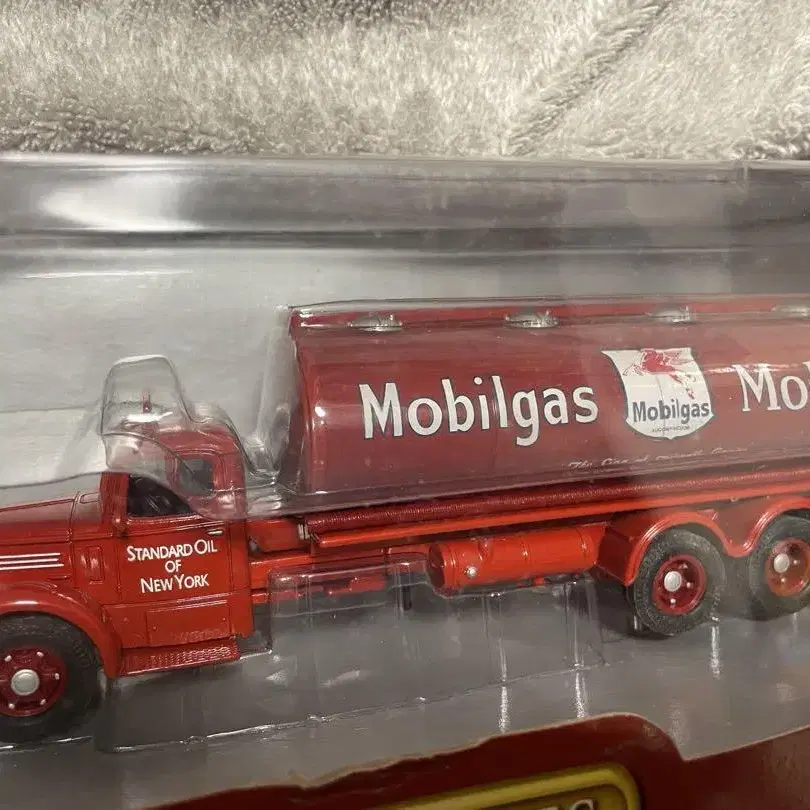 Mobilgas
Mobilgas
Mo
STANDARD OIL
OF
NEW YORK